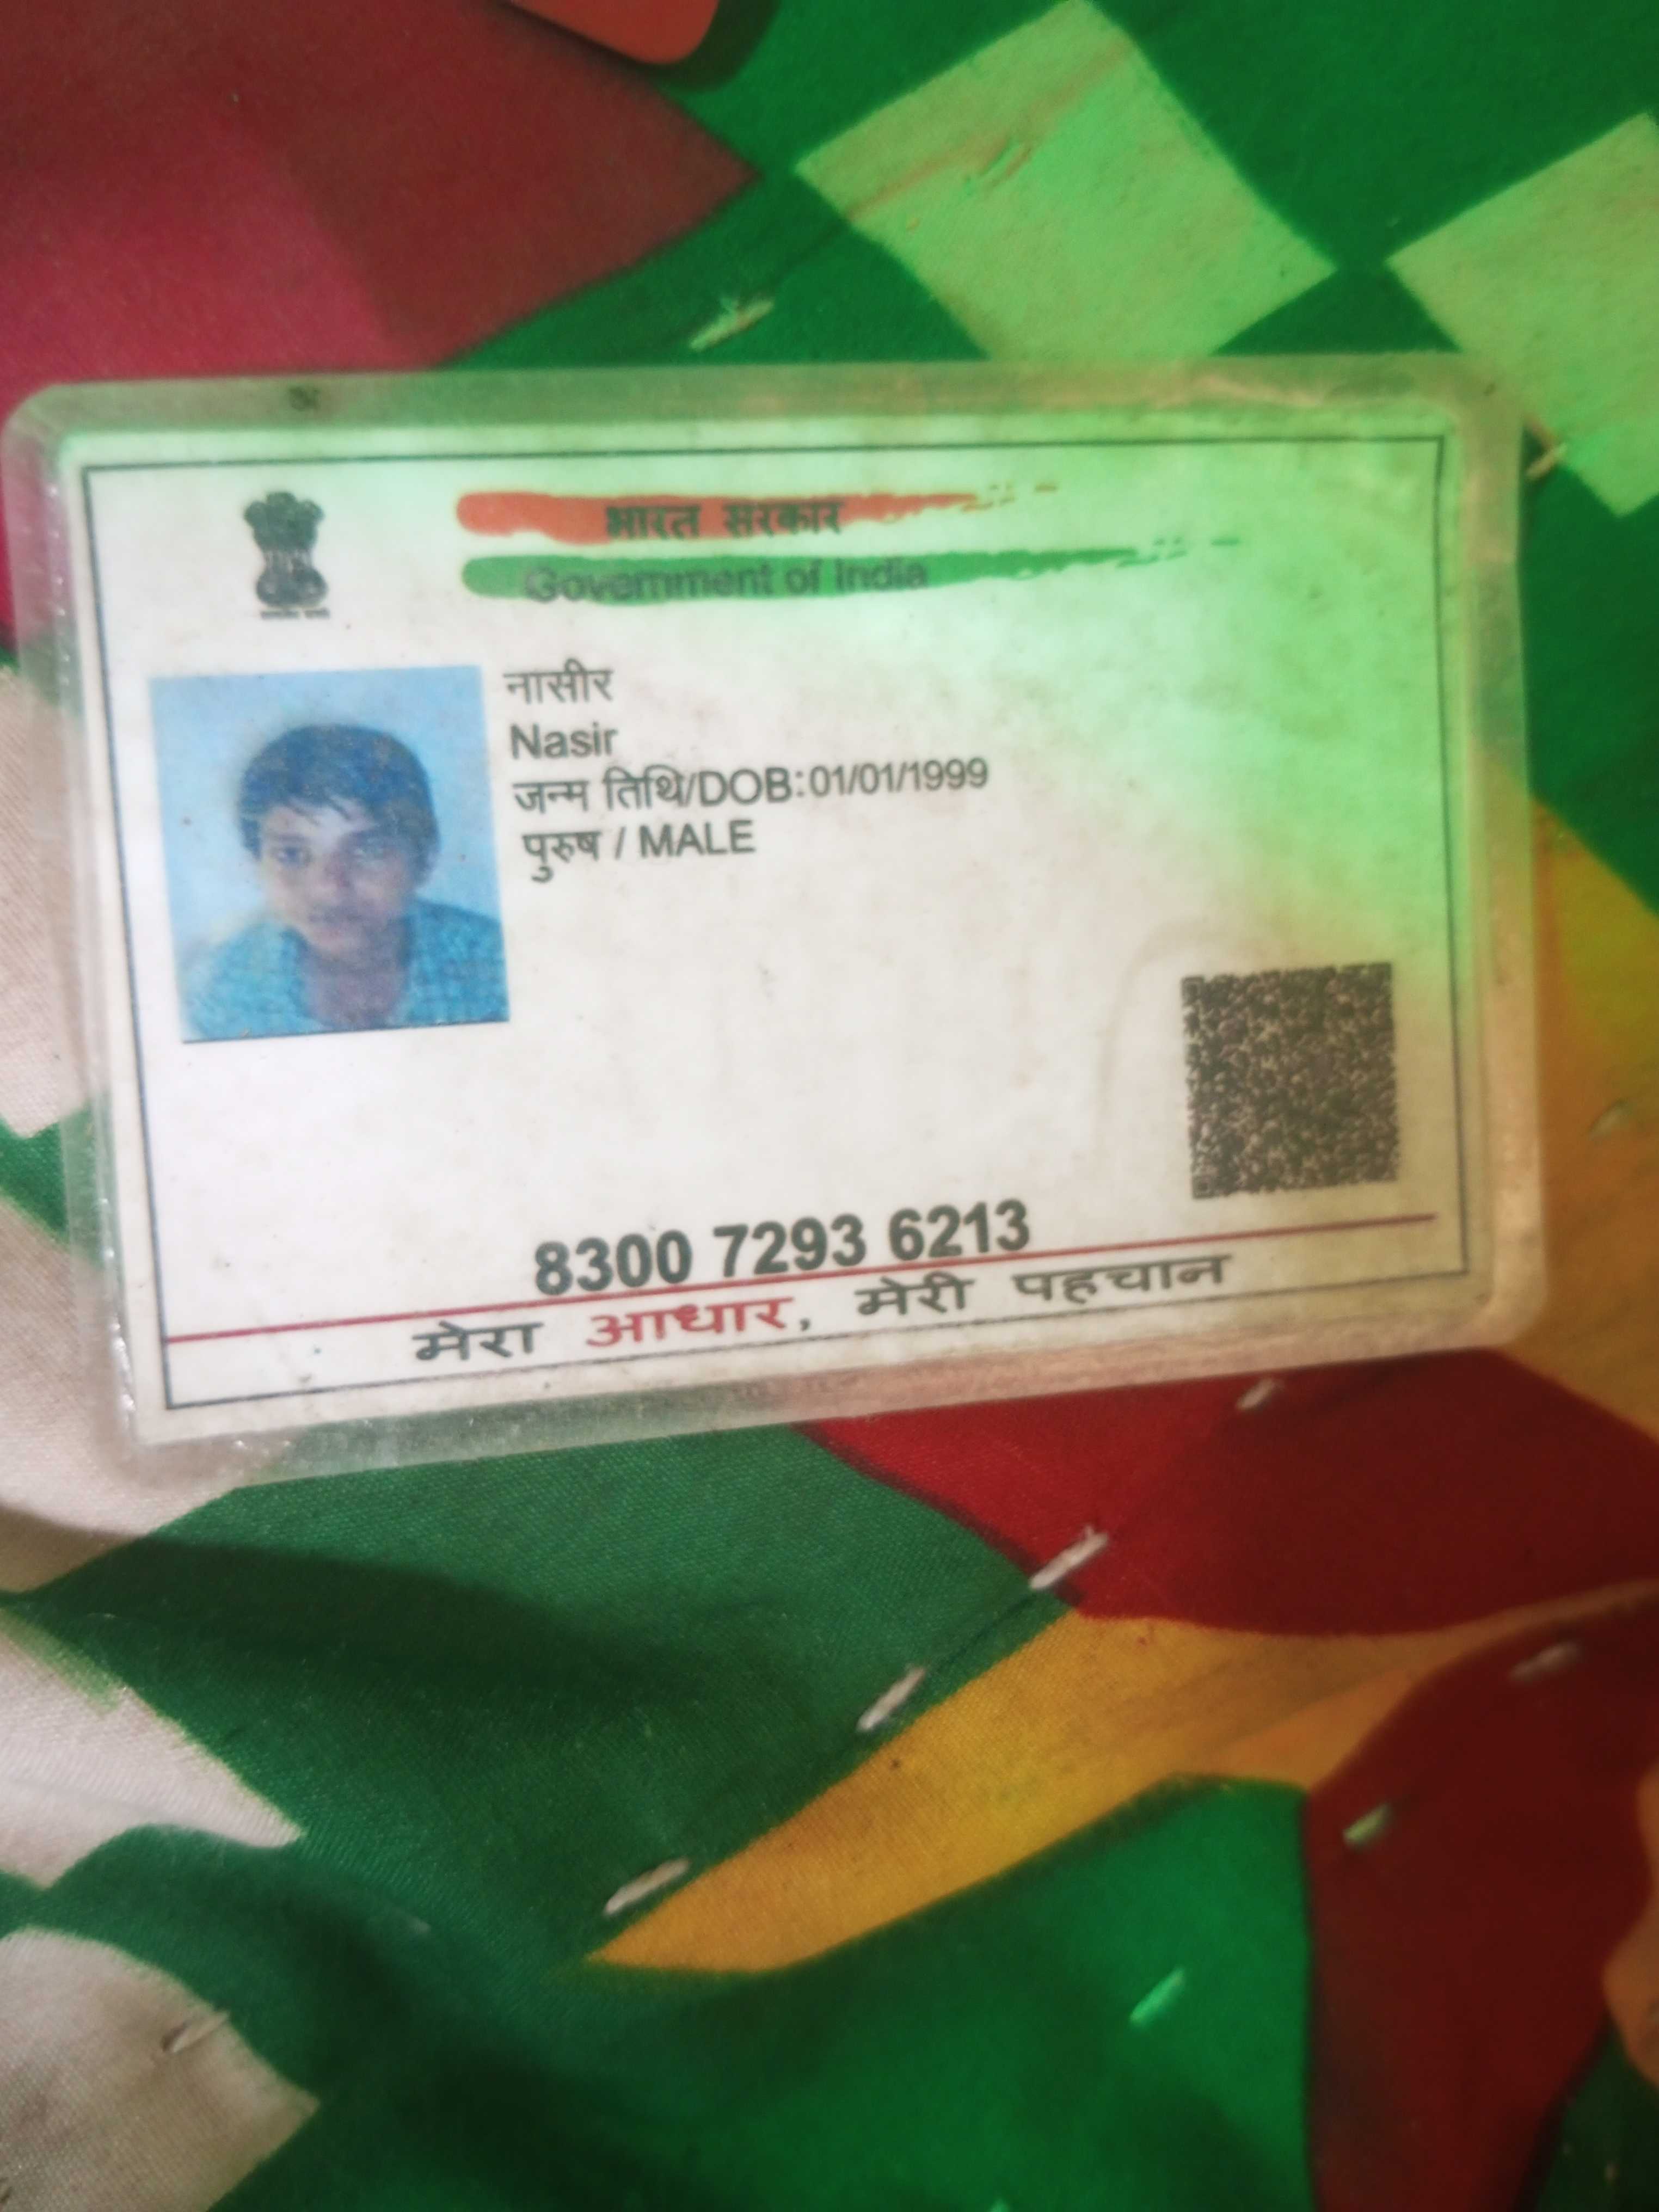 भारत सरकार
Government of India
नासीर
Nasir
जन्म तिथि/DOB:01/01/1999
पुरुष / MALE
8300 7293 6213
मेरा आधार, मेरी पहचान